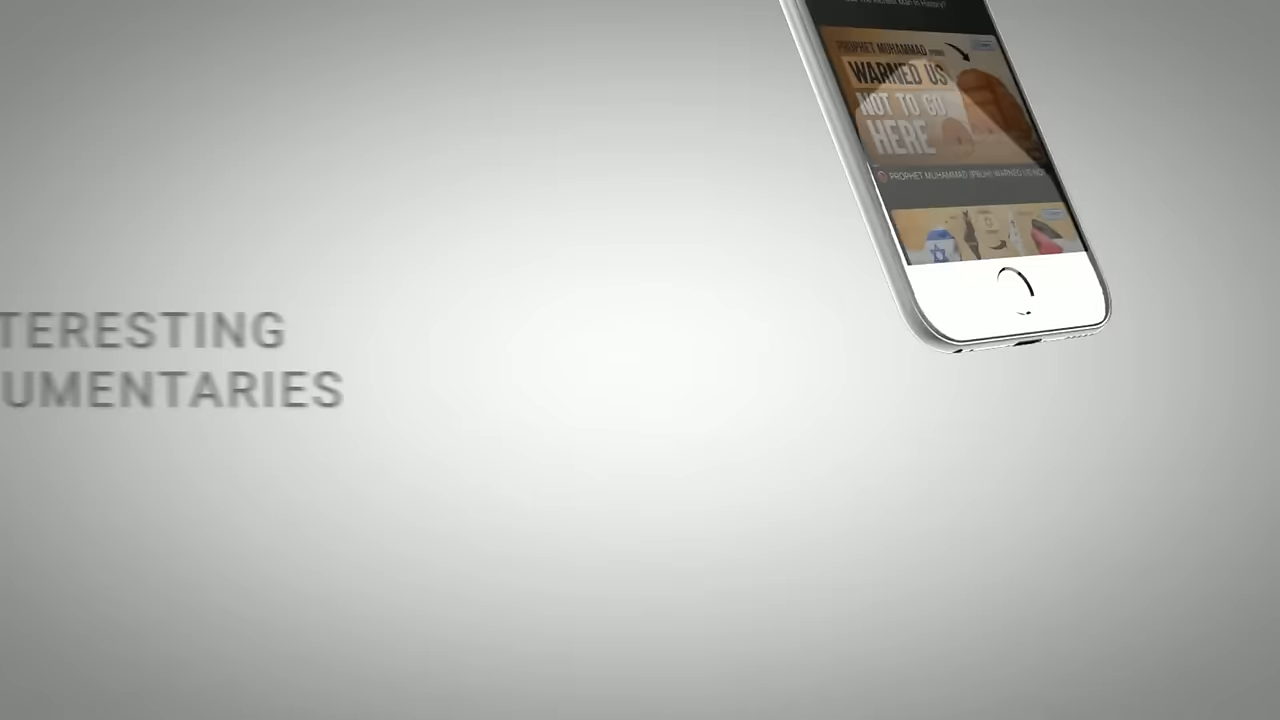 TERESTING
UMENTARIES
PROPHET MUHAMMAD
WARNED US
NOT TO GO
HERE
PROPHET MUHAMMAD (PBUH) WARNED US NO